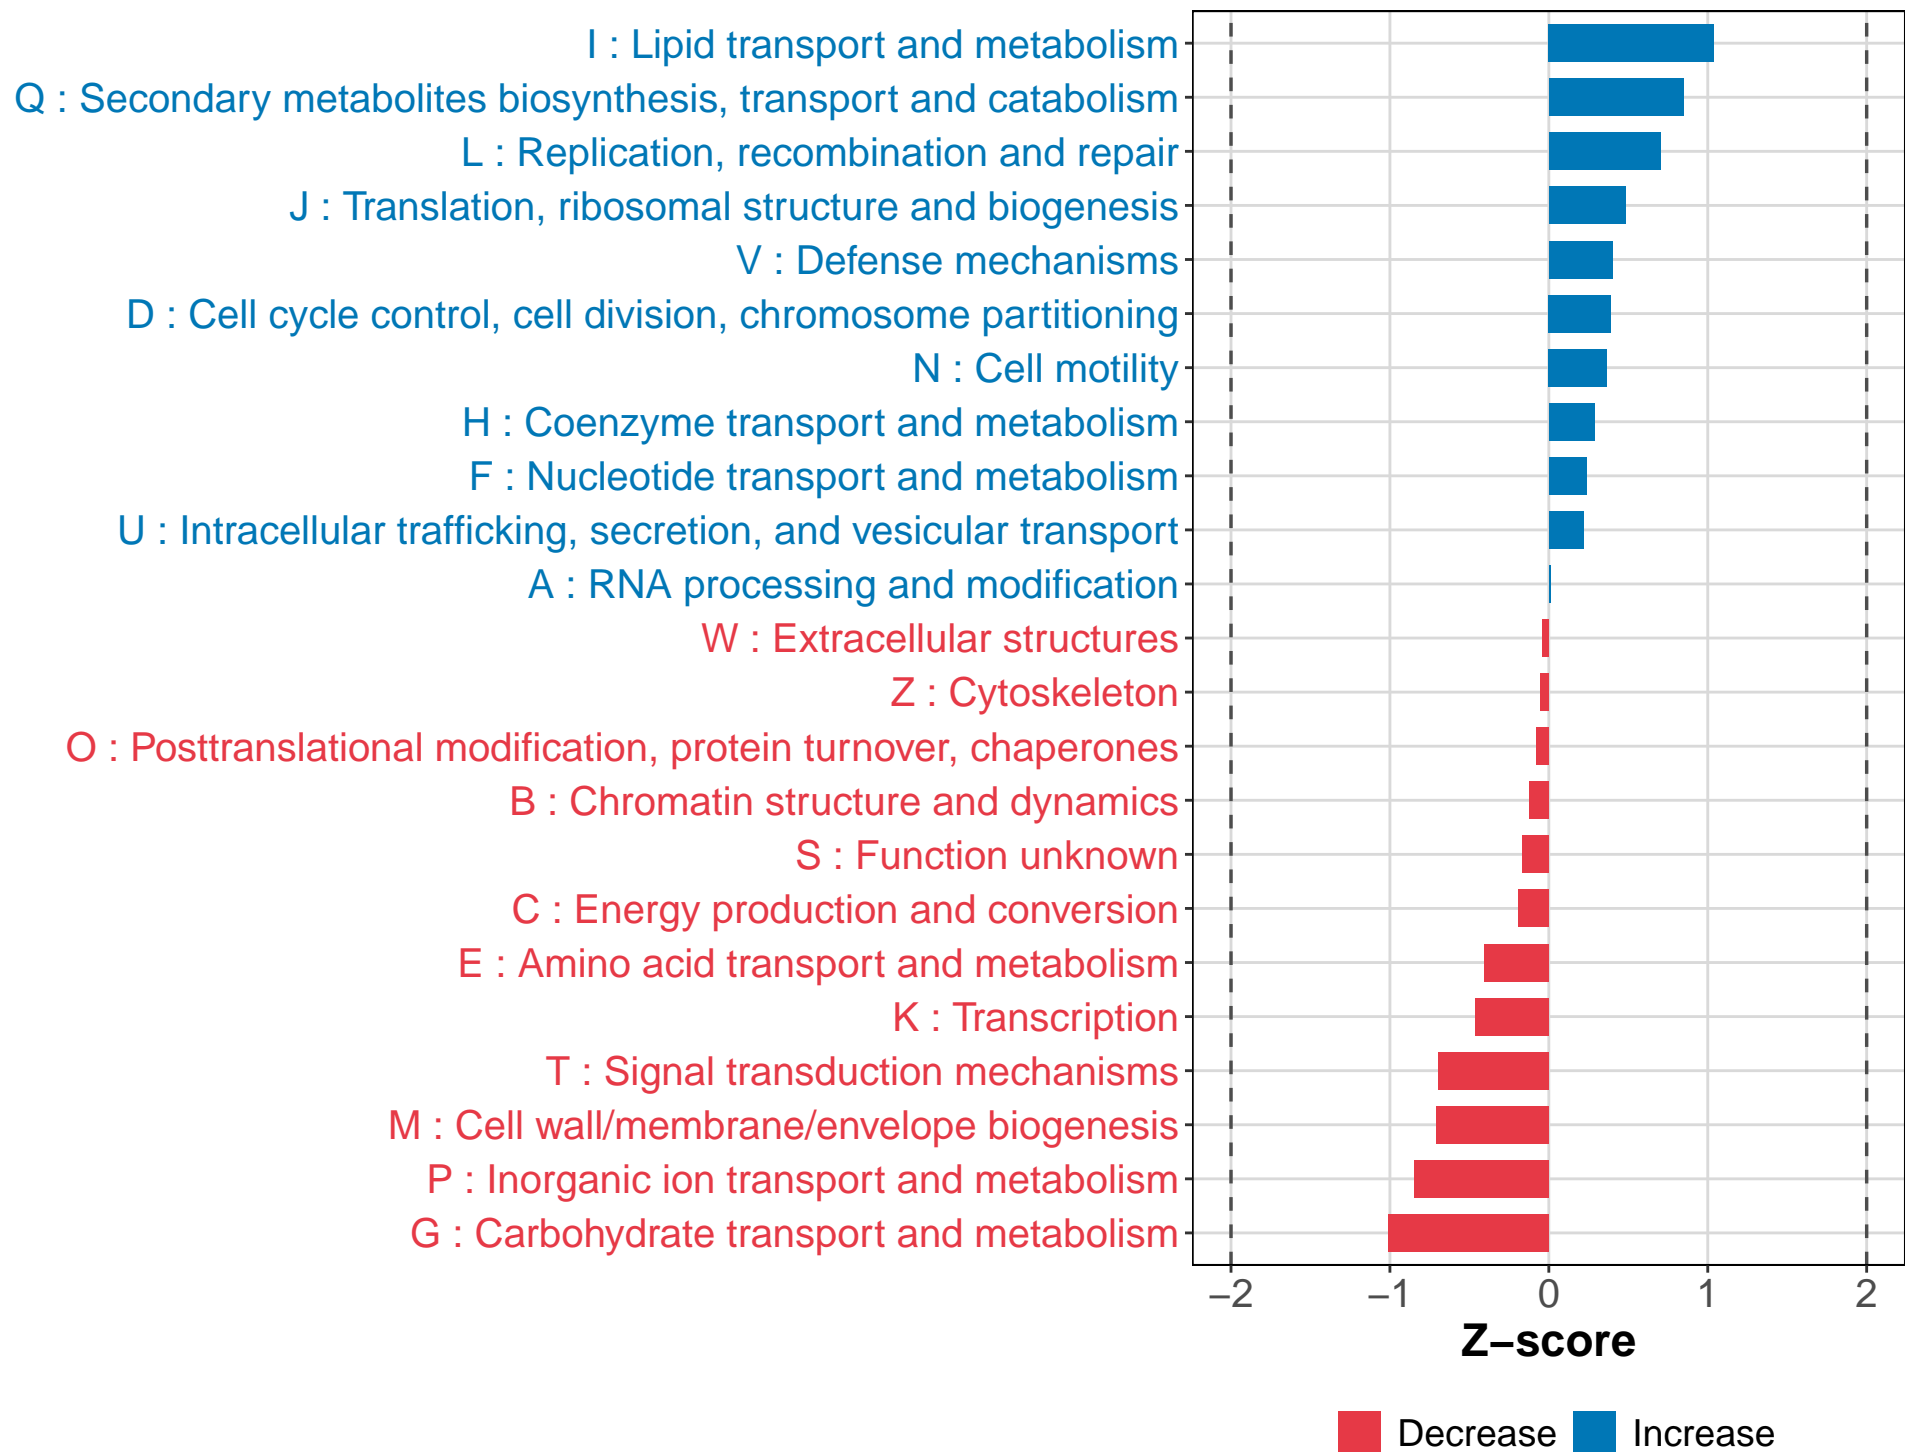 I : Lipid transport and metabolism
Q : Secondary metabolites biosynthesis, transport and catabolism
L : Replication, recombination and repair
J : Translation, ribosomal structure and biogenesis
V : Defense mechanisms
D : Cell cycle control, cell division, chromosome partitioning
N : Cell motility
H : Coenzyme transport and metabolism
F : Nucleotide transport and metabolism
U : Intracellular trafficking, secretion, and vesicular transport
A : RNA processing and modification
W : Extracellular structures
Z : Cytoskeleton
O : Posttranslational modification, protein turnover, chaperones
B : Chromatin structure and dynamics
S : Function unknown
C : Energy production and conversion
E : Amino acid transport and metabolism
K : Transcription
T : Signal transduction mechanisms
M : Cell wall/membrane/envelope biogenesis
P : Inorganic ion transport and metabolism
G : Carbohydrate transport and metabolism
−2 −1 0 1 2
Z−score
Decrease Increase